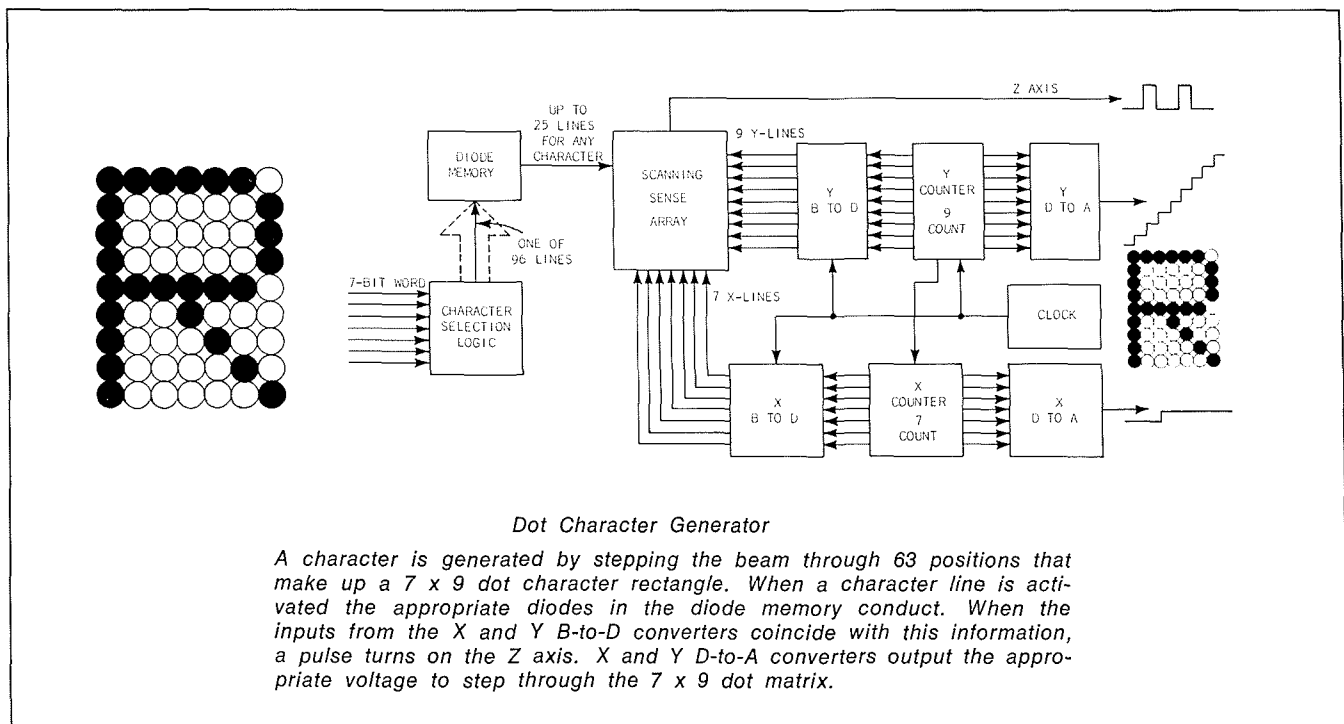 Z AXIS
UP TO
25 LINES
FOR ANY
CHARACTER
9 Y-LINES
DIODE
MEMORY
SCANNING
SENSE
ARRAY
Y
B TO D
Y
COUNTER
9
COUNT
Y
D TO A
ONE OF
96 LINES
7-BIT WORD
CHARACTER
SELECTION
LOGIC
7 X-LINES
CLOCK
X
B TO D
X
COUNTER
7
COUNT
X
D TO A
Dot Character Generator
A character is generated by stepping the beam through 63 positions that
make up a 7 x 9 dot character rectangle. When a character line is acti-
vated the appropriate diodes in the diode memory conduct. When the
inputs from the X and Y B-to-D converters coincide with this information,
a pulse turns on the Z axis. X and Y D-to-A converters output the appro-
priate voltage to step through the 7 x 9 dot matrix.